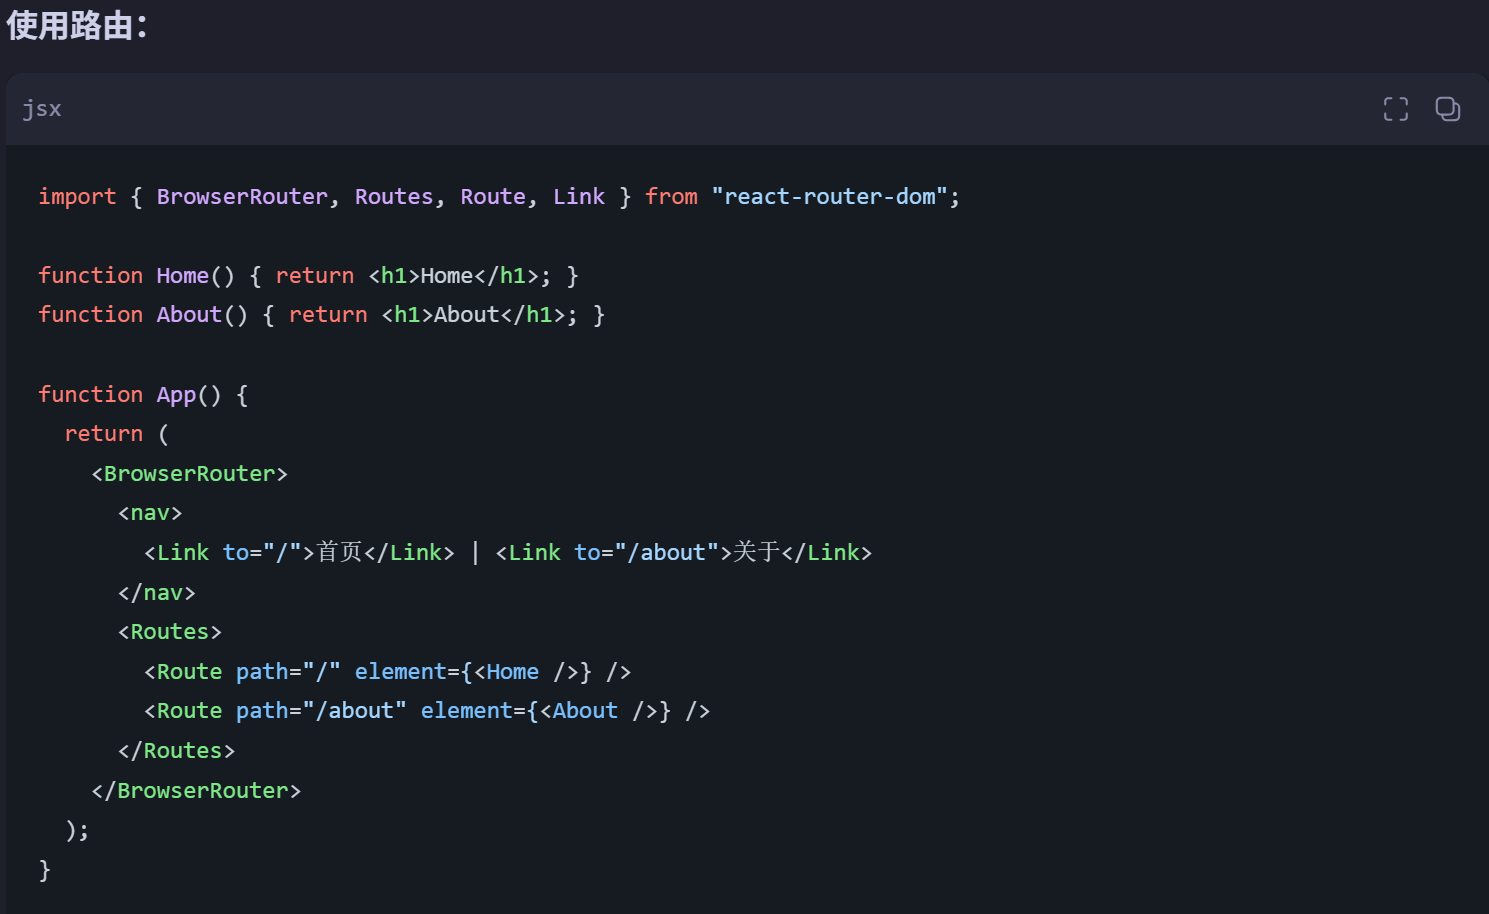 使用路由：
jsx
import { BrowserRouter, Routes, Route, Link } from "react-router-dom";
function Home() { return <h1>Home</h1>; }
function About() { return <h1>About</h1>; }
function App() {
  return (
    <BrowserRouter>
      <nav>
        <Link to="/">首页</Link> | <Link to="/about">关于</Link>
      </nav>
      <Routes>
        <Route path="/" element={<Home />} />
        <Route path="/about" element={<About />} />
      </Routes>
    </BrowserRouter>
  );
}